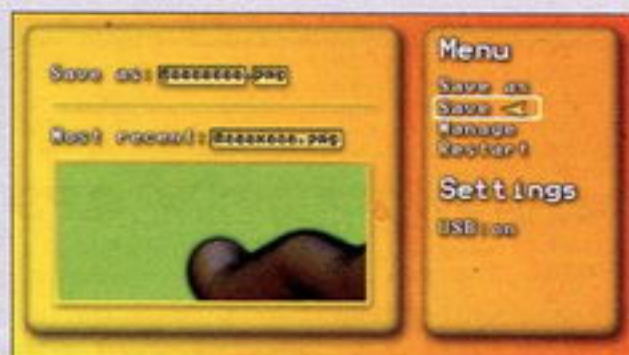 Save as:
Most recent:
Menu
Save as
Save
Manage
Restart
Settings
USB: on